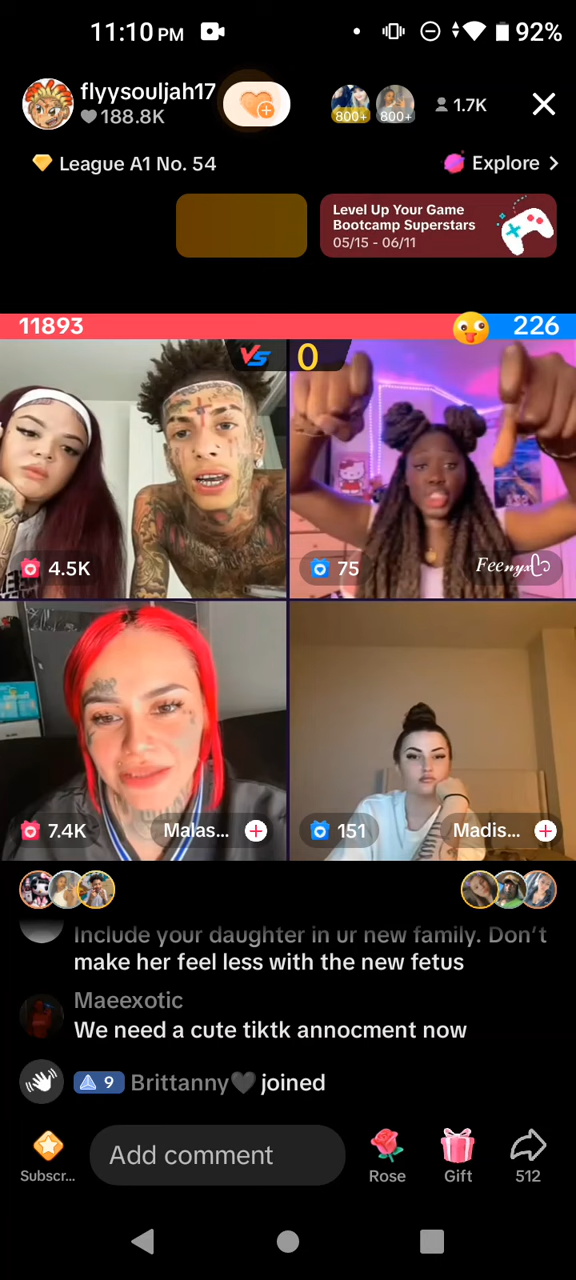 11:10 PM
92%
flyysouljah17
188.8K
800+
800+
1.7K
League A1 No. 54
Explore
Level Up Your Game
Bootcamp Superstars
05/15 - 06/11
11893
226
VS
0
4.5K
75
Feenyx
7.4K
Malas...
151
Madis...
Include your daughter in ur new family. Don't
make her feel less with the new fetus
Maeexotic
We need a cute tiktk annocment now
9 Brittanny🖤 joined
Add comment
Subscr...
Rose
Gift
512